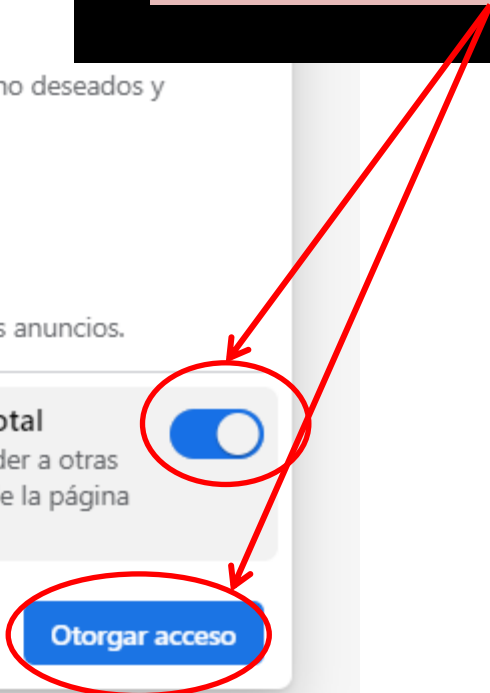 no deseados y
s anuncios.
otal
der a otras
e la página
Otorgar acceso